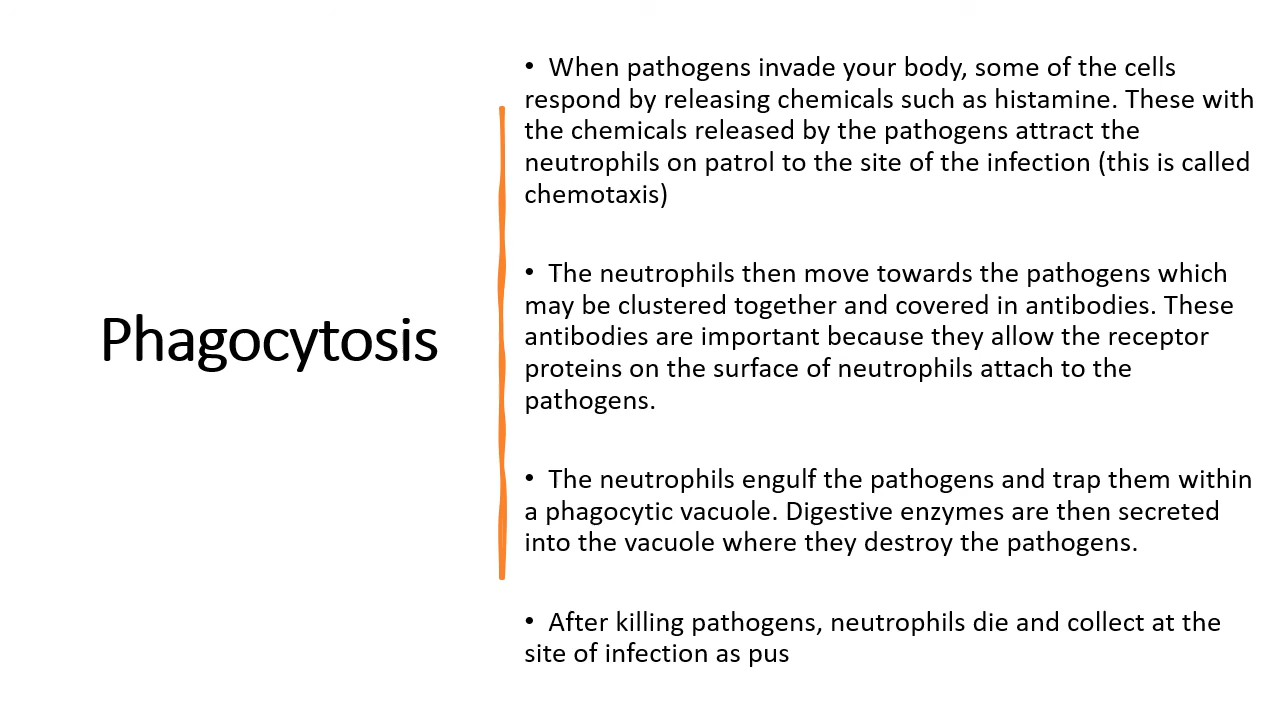 Phagocytosis
• When pathogens invade your body, some of the cells
respond by releasing chemicals such as histamine. These with
the chemicals released by the pathogens attract the
neutrophils on patrol to the site of the infection (this is called
chemotaxis)
• The neutrophils then move towards the pathogens which
may be clustered together and covered in antibodies. These
antibodies are important because they allow the receptor
proteins on the surface of neutrophils attach to the
pathogens.
• The neutrophils engulf the pathogens and trap them within
a phagocytic vacuole. Digestive enzymes are then secreted
into the vacuole where they destroy the pathogens.
• After killing pathogens, neutrophils die and collect at the
site of infection as pus